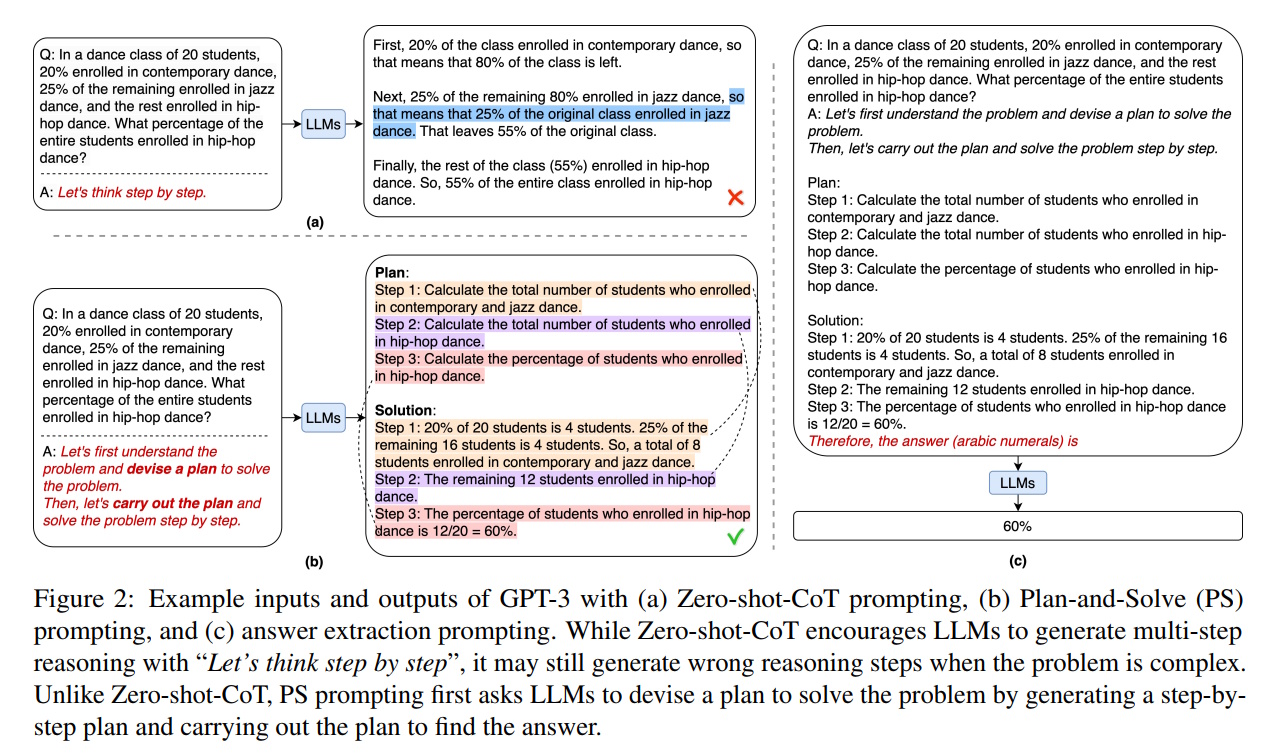 Q: In a dance class of 20 students,
20% enrolled in contemporary dance,
25% of the remaining enrolled in jazz
dance, and the rest enrolled in hip-
hop dance. What percentage of the
entire students enrolled in hip-hop
dance?
A: Let's think step by step.
LLMs
First, 20% of the class enrolled in contemporary dance, so
that means that 80% of the class is left.
Next, 25% of the remaining 80% enrolled in jazz dance, so
that means that 25% of the original class enrolled in jazz
dance. That leaves 55% of the original class.
Finally, the rest of the class (55%) enrolled in hip-hop
dance. So, 55% of the entire class enrolled in hip-hop
dance.
(a)
Q: In a dance class of 20 students,
20% enrolled in contemporary
dance, 25% of the remaining
enrolled in jazz dance, and the rest
enrolled in hip-hop dance. What
percentage of the entire students
enrolled in hip-hop dance?
A: Let's first understand the
problem and devise a plan to solve
the problem.
Then, let's carry out the plan and
solve the problem step by step.
LLMs
Plan:
Step 1: Calculate the total number of students who enrolled
in contemporary and jazz dance.
Step 2: Calculate the total number of students who enrolled
in hip-hop dance.
Step 3: Calculate the percentage of students who enrolled
in hip-hop dance.
Solution:
Step 1: 20% of 20 students is 4 students. 25% of the
remaining 16 students is 4 students. So, a total of 8
students enrolled in contemporary and jazz dance.
Step 2: The remaining 12 students enrolled in hip-hop
dance.
Step 3: The percentage of students who enrolled in hip-hop
dance is 12/20 = 60%.
(b)
Q: In a dance class of 20 students, 20% enrolled in contemporary
dance, 25% of the remaining enrolled in jazz dance, and the rest
enrolled in hip-hop dance. What percentage of the entire students
enrolled in hip-hop dance?
A: Let's first understand the problem and devise a plan to solve the
problem.
Then, let's carry out the plan and solve the problem step by step.
Plan:
Step 1: Calculate the total number of students who enrolled in
contemporary and jazz dance.
Step 2: Calculate the total number of students who enrolled in hip-
hop dance.
Step 3: Calculate the percentage of students who enrolled in hip-
hop dance.
Solution:
Step 1: 20% of 20 students is 4 students. 25% of the remaining 16
students is 4 students. So, a total of 8 students enrolled in
contemporary and jazz dance.
Step 2: The remaining 12 students enrolled in hip-hop dance.
Step 3: The percentage of students who enrolled in hip-hop dance
is 12/20 = 60%.
Therefore, the answer (arabic numerals) is
LLMs
60%
(c)
Figure 2: Example inputs and outputs of GPT-3 with (a) Zero-shot-CoT prompting, (b) Plan-and-Solve (PS)
prompting, and (c) answer extraction prompting. While Zero-shot-CoT encourages LLMs to generate multi-step
reasoning with “Let’s think step by step”, it may still generate wrong reasoning steps when the problem is complex.
Unlike Zero-shot-CoT, PS prompting first asks LLMs to devise a plan to solve the problem by generating a step-by-
step plan and carrying out the plan to find the answer.